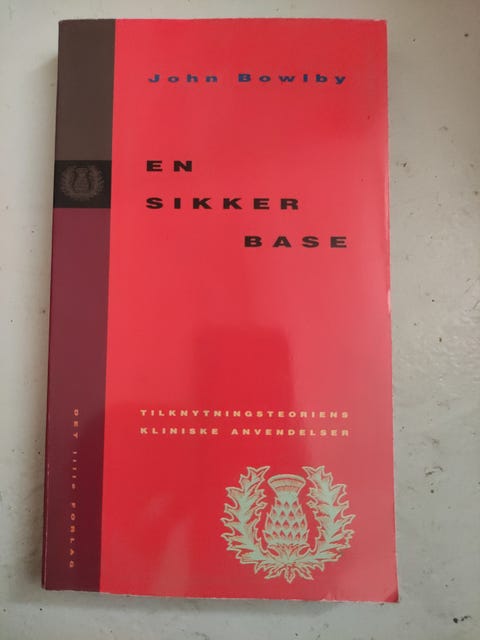 John Bowlby
EN
SIKKER
BASE
TILKNYTNINGSTEORIENS
KLINISKE ANVENDELSER
DET lille FORLAG